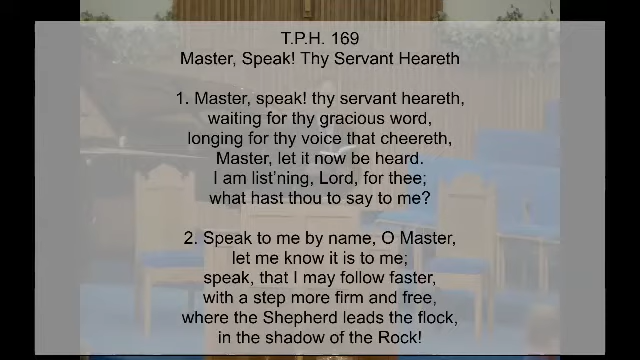 T.P.H. 169
Master, Speak! Thy Servant Heareth
1. Master, speak! thy servant heareth,
waiting for thy gracious word,
longing for thy voice that cheereth,
Master, let it now be heard.
I am list'ning, Lord, for thee;
what hast thou to say to me?
2. Speak to me by name, O Master,
let me know it is to me;
speak, that I may follow faster,
with a step more firm and free,
where the Shepherd leads the flock,
in the shadow of the Rock!